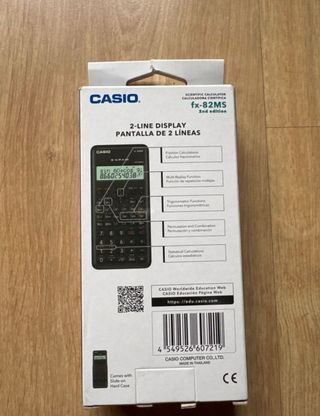 CASIO
SCIENTIFIC CALCULATOR
CALCULADORA CIENTÍFICA
fx-82MS
2nd edition
2-LINE DISPLAY
PANTALLA DE 2 LÍNEAS
Fraction Calculations
Cálculos fraccionarios
Multi Replay Function
Función de repetición múltiple
Trigonometric Functions
Funciones trigonométricas
Permutation and Combination
Permutación y combinación
Statistical Calculations
Cálculos estadísticos
CASIO Worldwide Education Web
CASIO Educación Página Web
https://edu.casio.com
4 549526 607219
CASIO COMPUTER CO.,LTD.
MADE IN THAILAND
CE
Comes with
Slide-on
Hard Case